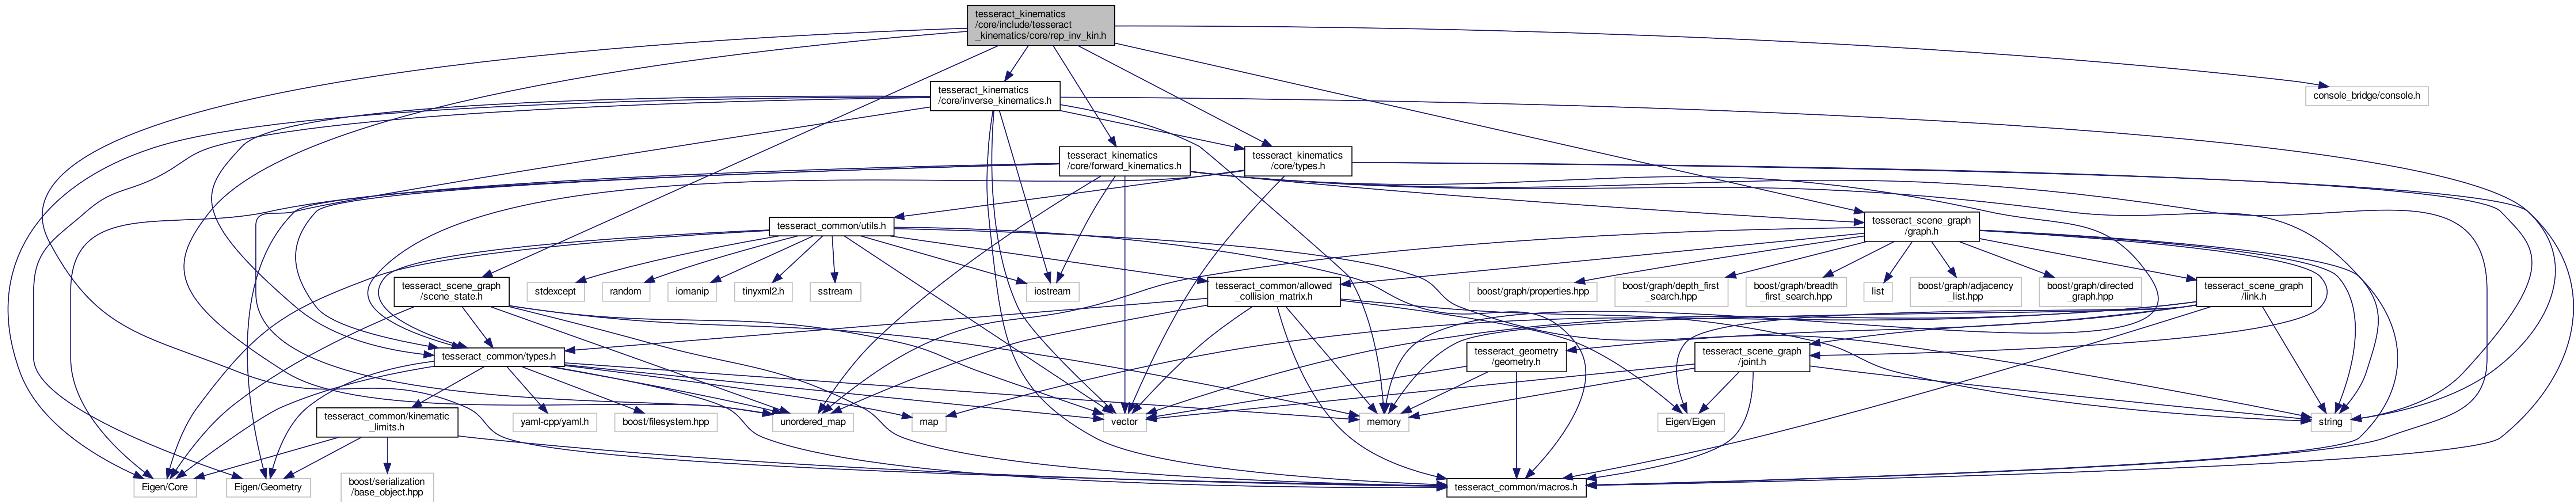 tesseract_kinematics
/core/include/tesseract
_kinematics/core/rep_inv_kin.h
tesseract_kinematics
/core/inverse_kinematics.h
console_bridge/console.h
tesseract_kinematics
/core/forward_kinematics.h
tesseract_kinematics
/core/types.h
tesseract_common/utils.h
tesseract_scene_graph
/graph.h
tesseract_scene_graph
/scene_state.h
stdexcept
random
iomanip
tinyxml2.h
sstream
iostream
tesseract_common/allowed
_collision_matrix.h
boost/graph/properties.hpp
boost/graph/depth_first
_search.hpp
boost/graph/breadth
_first_search.hpp
list
boost/graph/adjacency
_list.hpp
boost/graph/directed
_graph.hpp
tesseract_scene_graph
/link.h
tesseract_common/types.h
tesseract_geometry
/geometry.h
tesseract_scene_graph
/joint.h
tesseract_common/kinematic
_limits.h
yaml-cpp/yaml.h
boost/filesystem.hpp
unordered_map
map
vector
memory
Eigen/Eigen
string
Eigen/Core
Eigen/Geometry
boost/serialization
/base_object.hpp
tesseract_common/macros.h